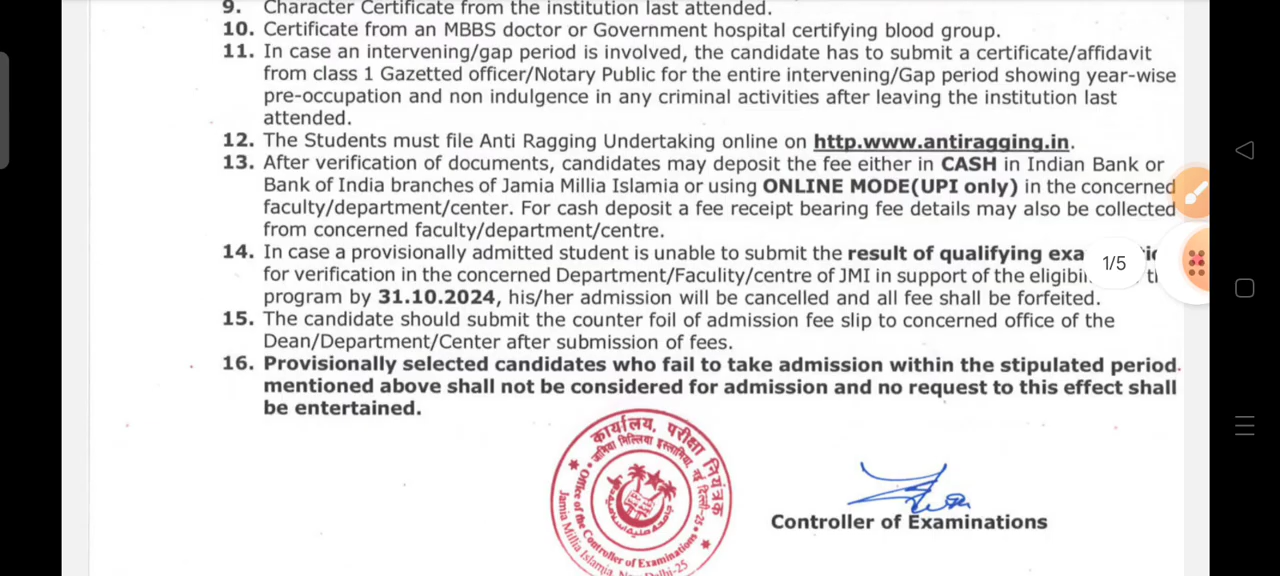 9. Character Certificate from the institution last attended.
10. Certificate from an MBBS doctor or Government hospital certifying blood group.
11. In case an intervening/gap period is involved, the candidate has to submit a certificate/affidavit
from class 1 Gazetted officer/Notary Public for the entire intervening/Gap period showing year-wise
pre-occupation and non indulgence in any criminal activities after leaving the institution last
attended.
12. The Students must file Anti Ragging Undertaking online on http.www.antiragging.in.
13. After verification of documents, candidates may deposit the fee either in CASH in Indian Bank or
Bank of India branches of Jamia Millia Islamia or using ONLINE MODE(UPI only) in the concerned
faculty/department/center. For cash deposit a fee receipt bearing fee details may also be collected
from concerned faculty/department/centre.
14. In case a provisionally admitted student is unable to submit the result of qualifying
1/5
for verification in the concerned Department/Faculity/centre of JMI in support of the
program by 31.10.2024, his/her admission will be cancelled and all fee shall be forfeited.
15. The candidate should submit the counter foil of admission fee slip to concerned office of the
Dean/Department/Center after submission of fees.
16. Provisionally selected candidates who fail to take admission within the stipulated period
mentioned above shall not be considered for admission and no request to this effect shall
be entertained.
कार्यालय, परीक्षा नियंत्रक
जामिया मिल्लिया इस्लामिया, नई दिल्ली-25
Office of the Controller of Examinations
Jamia Millia Islamia, New Delhi-25
Controller of Examinations